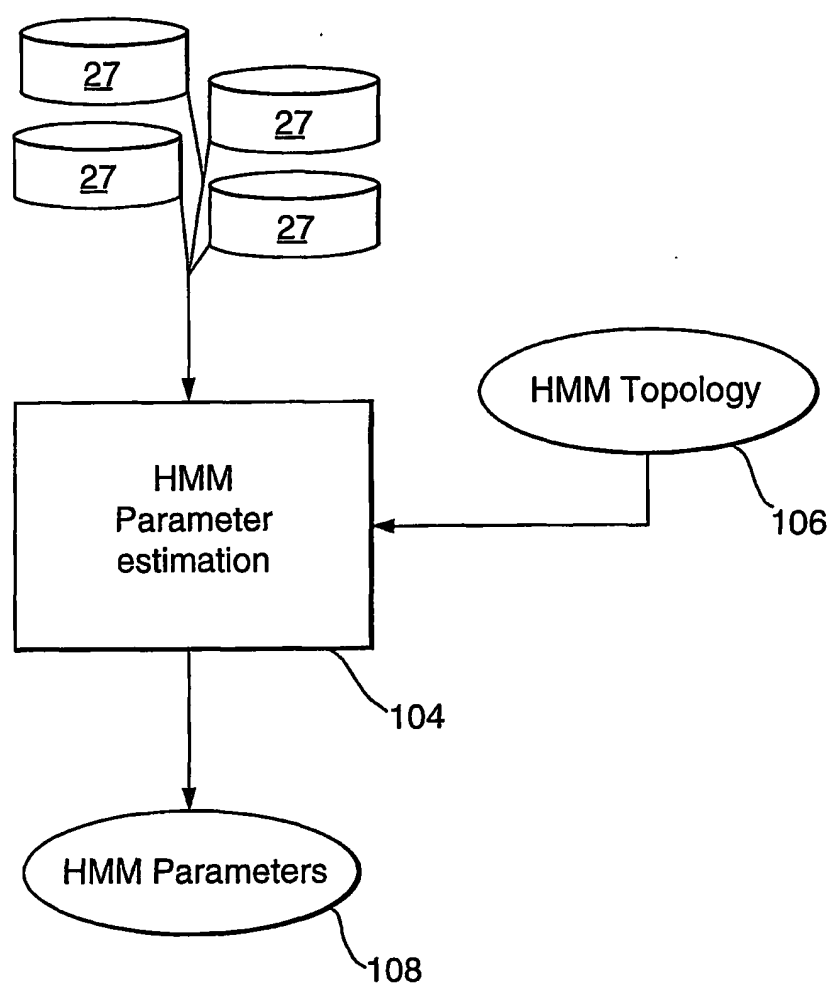 27
27
27
27
HMM Topology
106
HMM
Parameter
estimation
104
HMM Parameters
108